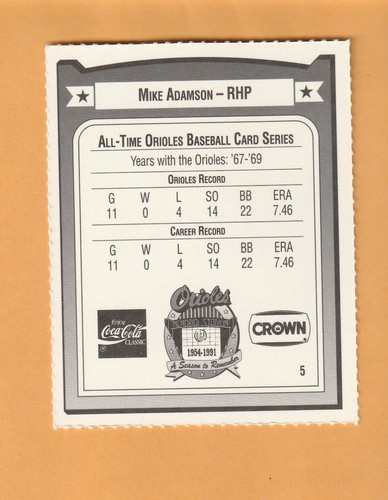 MIKE ADAMSON – RHP
ALL-TIME ORIOLES BASEBALL CARD SERIES
Years with the Orioles: '67-'69
ORIOLES RECORD
G W L SO BB ERA
11 0 4 14 22 7.46
CAREER RECORD
G W L SO BB ERA
11 0 4 14 22 7.46
Orioles
MEMORIAL STADIUM
1954-1991
A Season to Remember
ENJOY
Coca-Cola
CLASSIC
CROWN
5